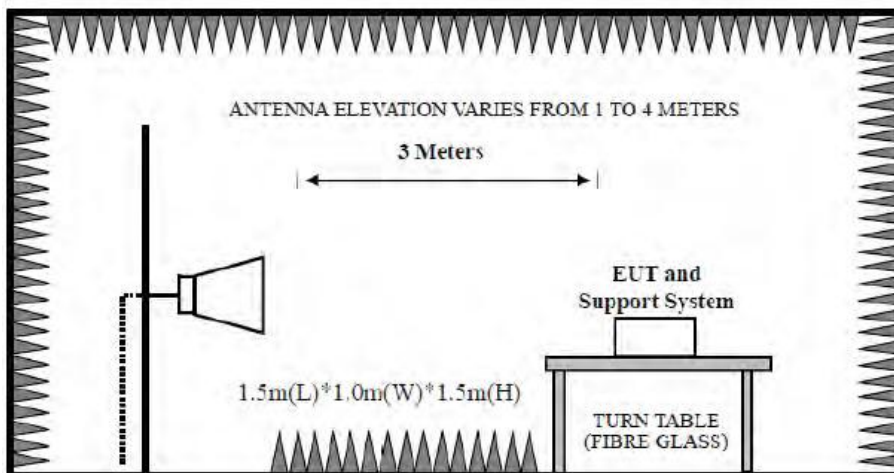 ANTENNA ELEVATION VARIES FROM 1 TO 4 METERS
3 Meters
EUT and
Support System
1.5m(L)*1.0m(W)*1.5m(H)
TURN TABLE
(FIBRE GLASS)